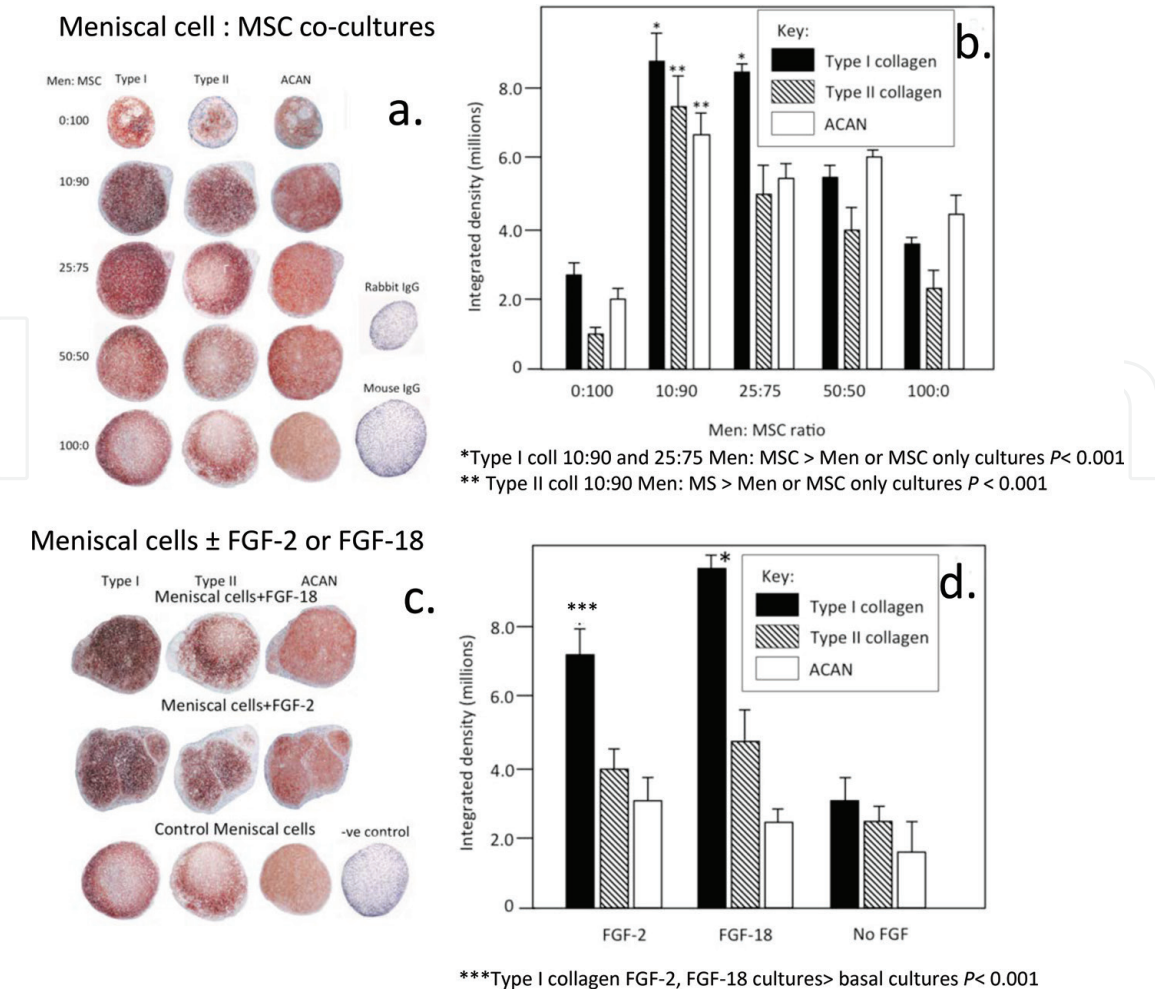 Meniscal cell : MSC co-cultures
Men: MSC Type I Type II ACAN
a.
0:100
10:90
25:75
50:50
100:0
Rabbit IgG
Mouse IgG
b.
Key:
Type I collagen
Type II collagen
ACAN
Integrated density (millions)
8.0
6.0
4.0
2.0
0
* ** ** *
0:100 10:90 25:75 50:50 100:0
Men: MSC ratio
*Type I coll 10:90 and 25:75 Men: MSC > Men or MSC only cultures P< 0.001
** Type II coll 10:90 Men: MS > Men or MSC only cultures P < 0.001
Meniscal cells ± FGF-2 or FGF-18
Type I Type II ACAN
c.
Meniscal cells+FGF-18
Meniscal cells+FGF-2
Control Meniscal cells -ve control
d.
Key:
Type I collagen
Type II collagen
ACAN
Integrated density (millions)
8.0
6.0
4.0
2.0
0
*** *
FGF-2 FGF-18 No FGF
***Type I collagen FGF-2, FGF-18 cultures> basal cultures P< 0.001